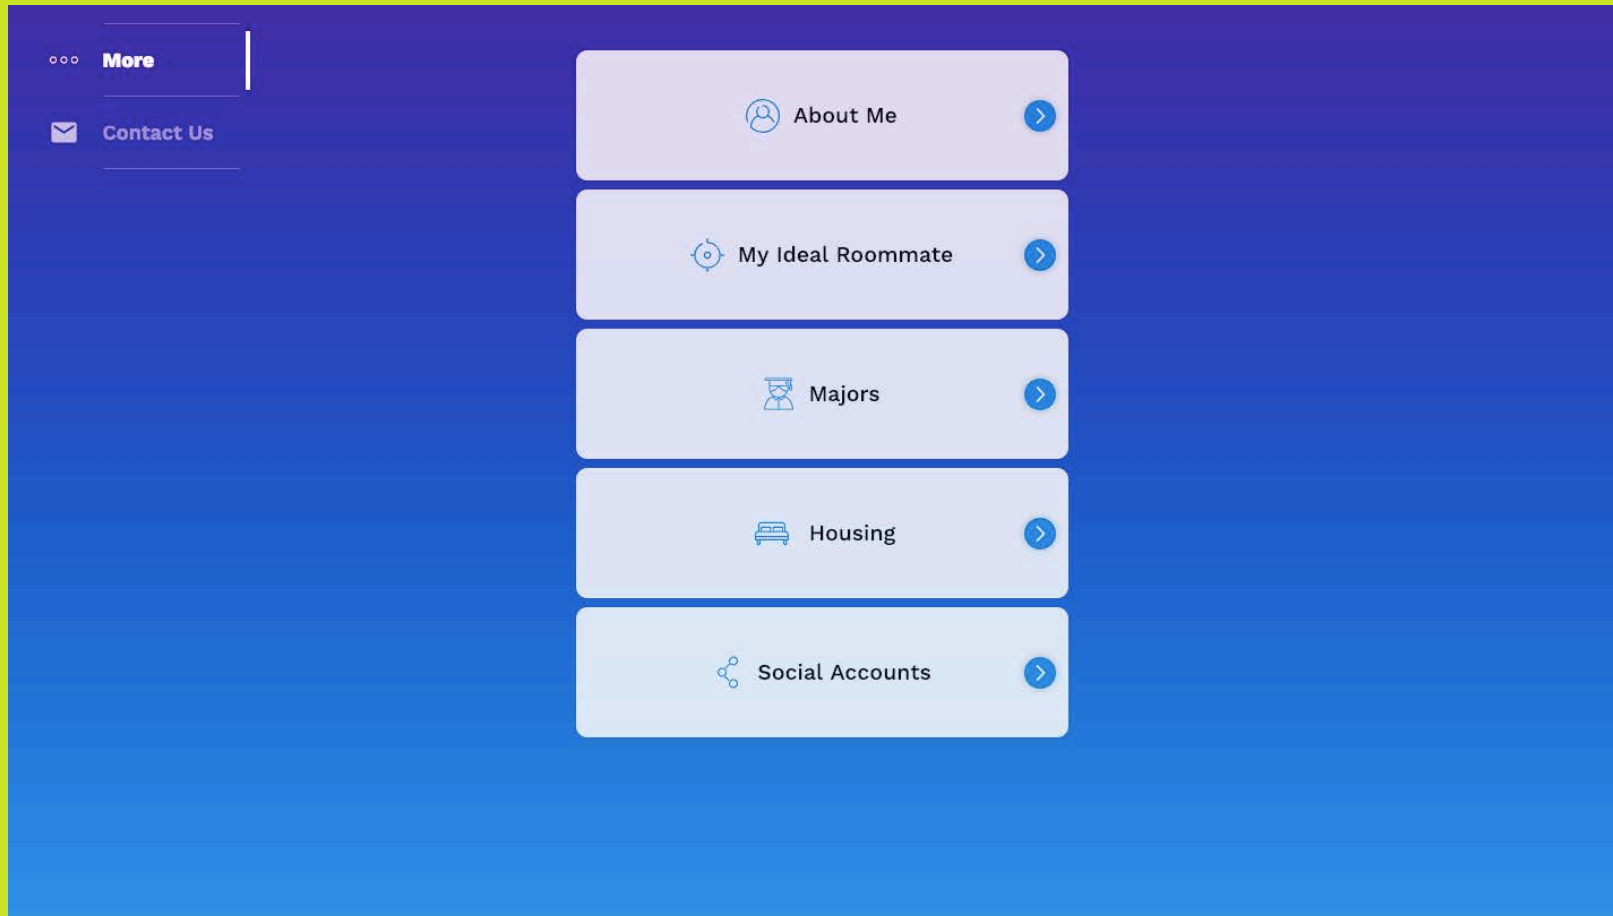 More
Contact Us
About Me
My Ideal Roommate
Majors
Housing
Social Accounts